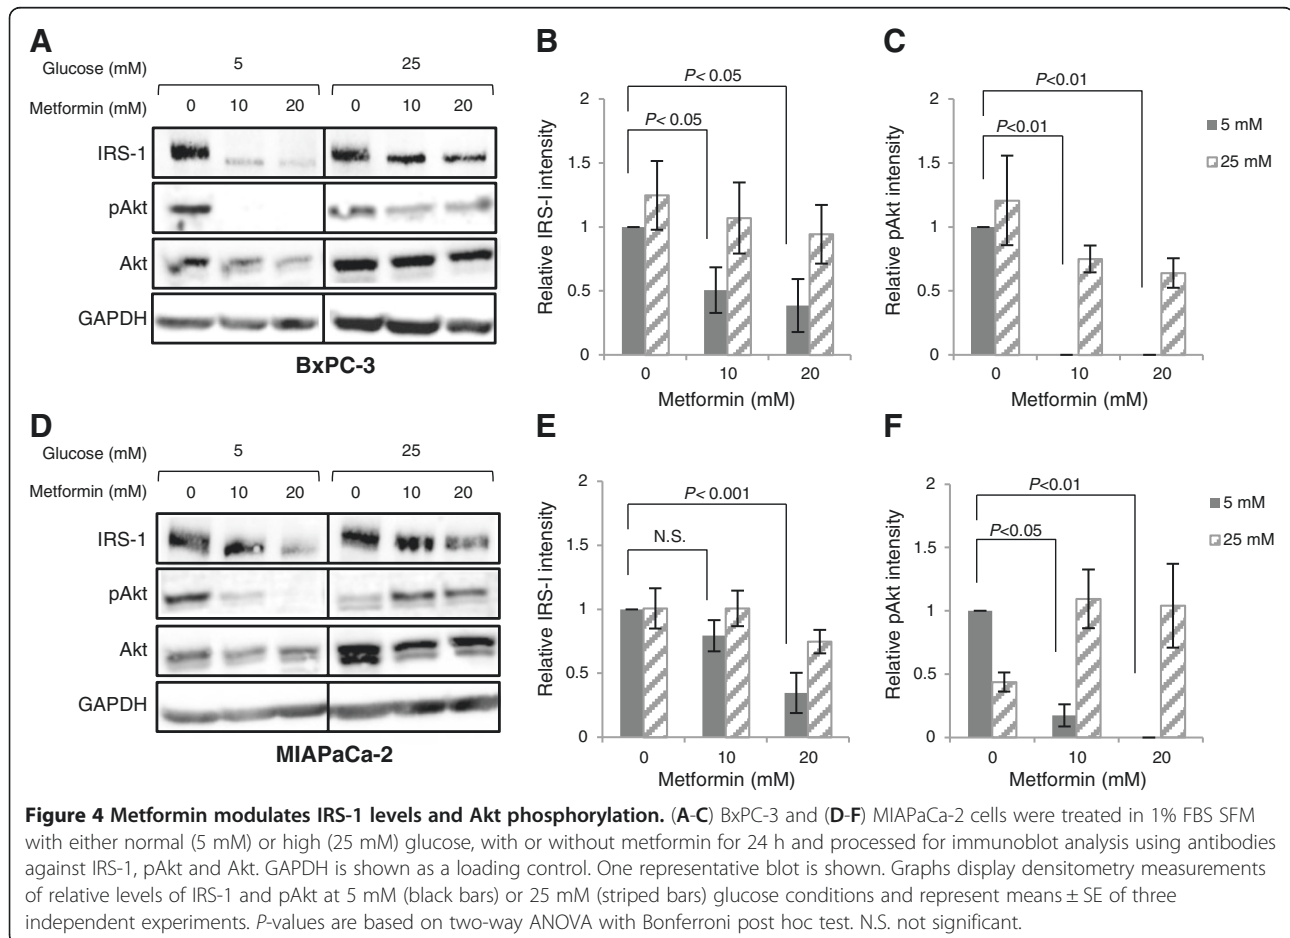 A
Glucose (mM) 5 25
Metformin (mM) 0 10 20 0 10 20
IRS-1
pAkt
Akt
GAPDH
BxPC-3
B
Relative IRS-I intensity
2
1.5
1
0.5
0
P< 0.05
P< 0.05
0 10 20
Metformin (mM)
C
Relative pAkt intensity
2
1.5
1
0.5
0
P<0.01
P<0.01
0 10 20
Metformin (mM)
5 mM
25 mM
D
Glucose (mM) 5 25
Metformin (mM) 0 10 20 0 10 20
IRS-1
pAkt
Akt
GAPDH
MIAPaCa-2
E
Relative IRS-I intensity
2
1.5
1
0.5
0
P< 0.001
N.S.
0 10 20
Metformin (mM)
F
Relative pAkt intensity
2
1.5
1
0.5
0
P<0.01
P<0.05
0 10 20
Metformin (mM)
5 mM
25 mM
Figure 4 Metformin modulates IRS-1 levels and Akt phosphorylation. (A-C) BxPC-3 and (D-F) MIAPaCa-2 cells were treated in 1% FBS SFM
with either normal (5 mM) or high (25 mM) glucose, with or without metformin for 24 h and processed for immunoblot analysis using antibodies
against IRS-1, pAkt and Akt. GAPDH is shown as a loading control. One representative blot is shown. Graphs display densitometry measurements
of relative levels of IRS-1 and pAkt at 5 mM (black bars) or 25 mM (striped bars) glucose conditions and represent means ± SE of three
independent experiments. P-values are based on two-way ANOVA with Bonferroni post hoc test. N.S. not significant.